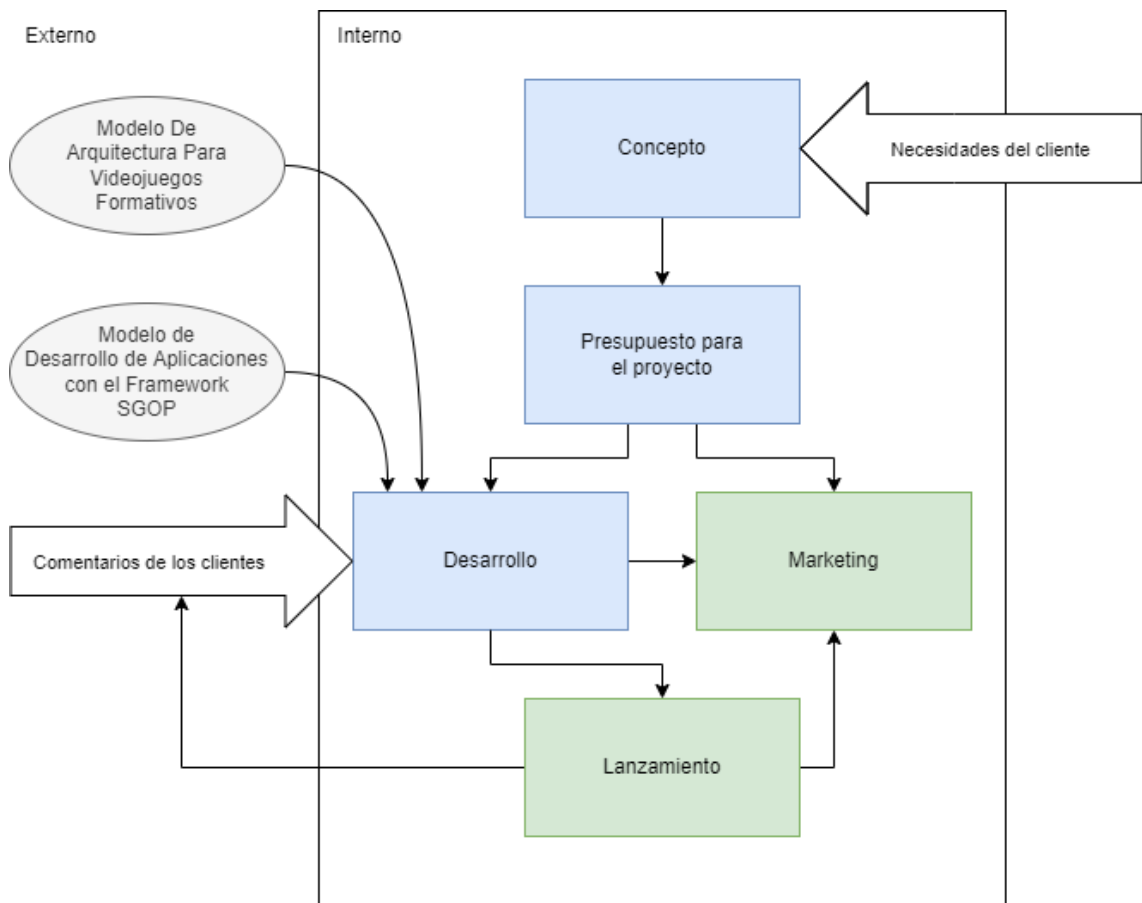 Externo
Interno
Modelo De
Arquitectura Para
Videojuegos
Formativos
Concepto
Necesidades del cliente
Modelo de
Desarrollo de Aplicaciones
con el Framework
SGOP
Presupuesto para
el proyecto
Comentarios de los clientes
Desarrollo
Marketing
Lanzamiento